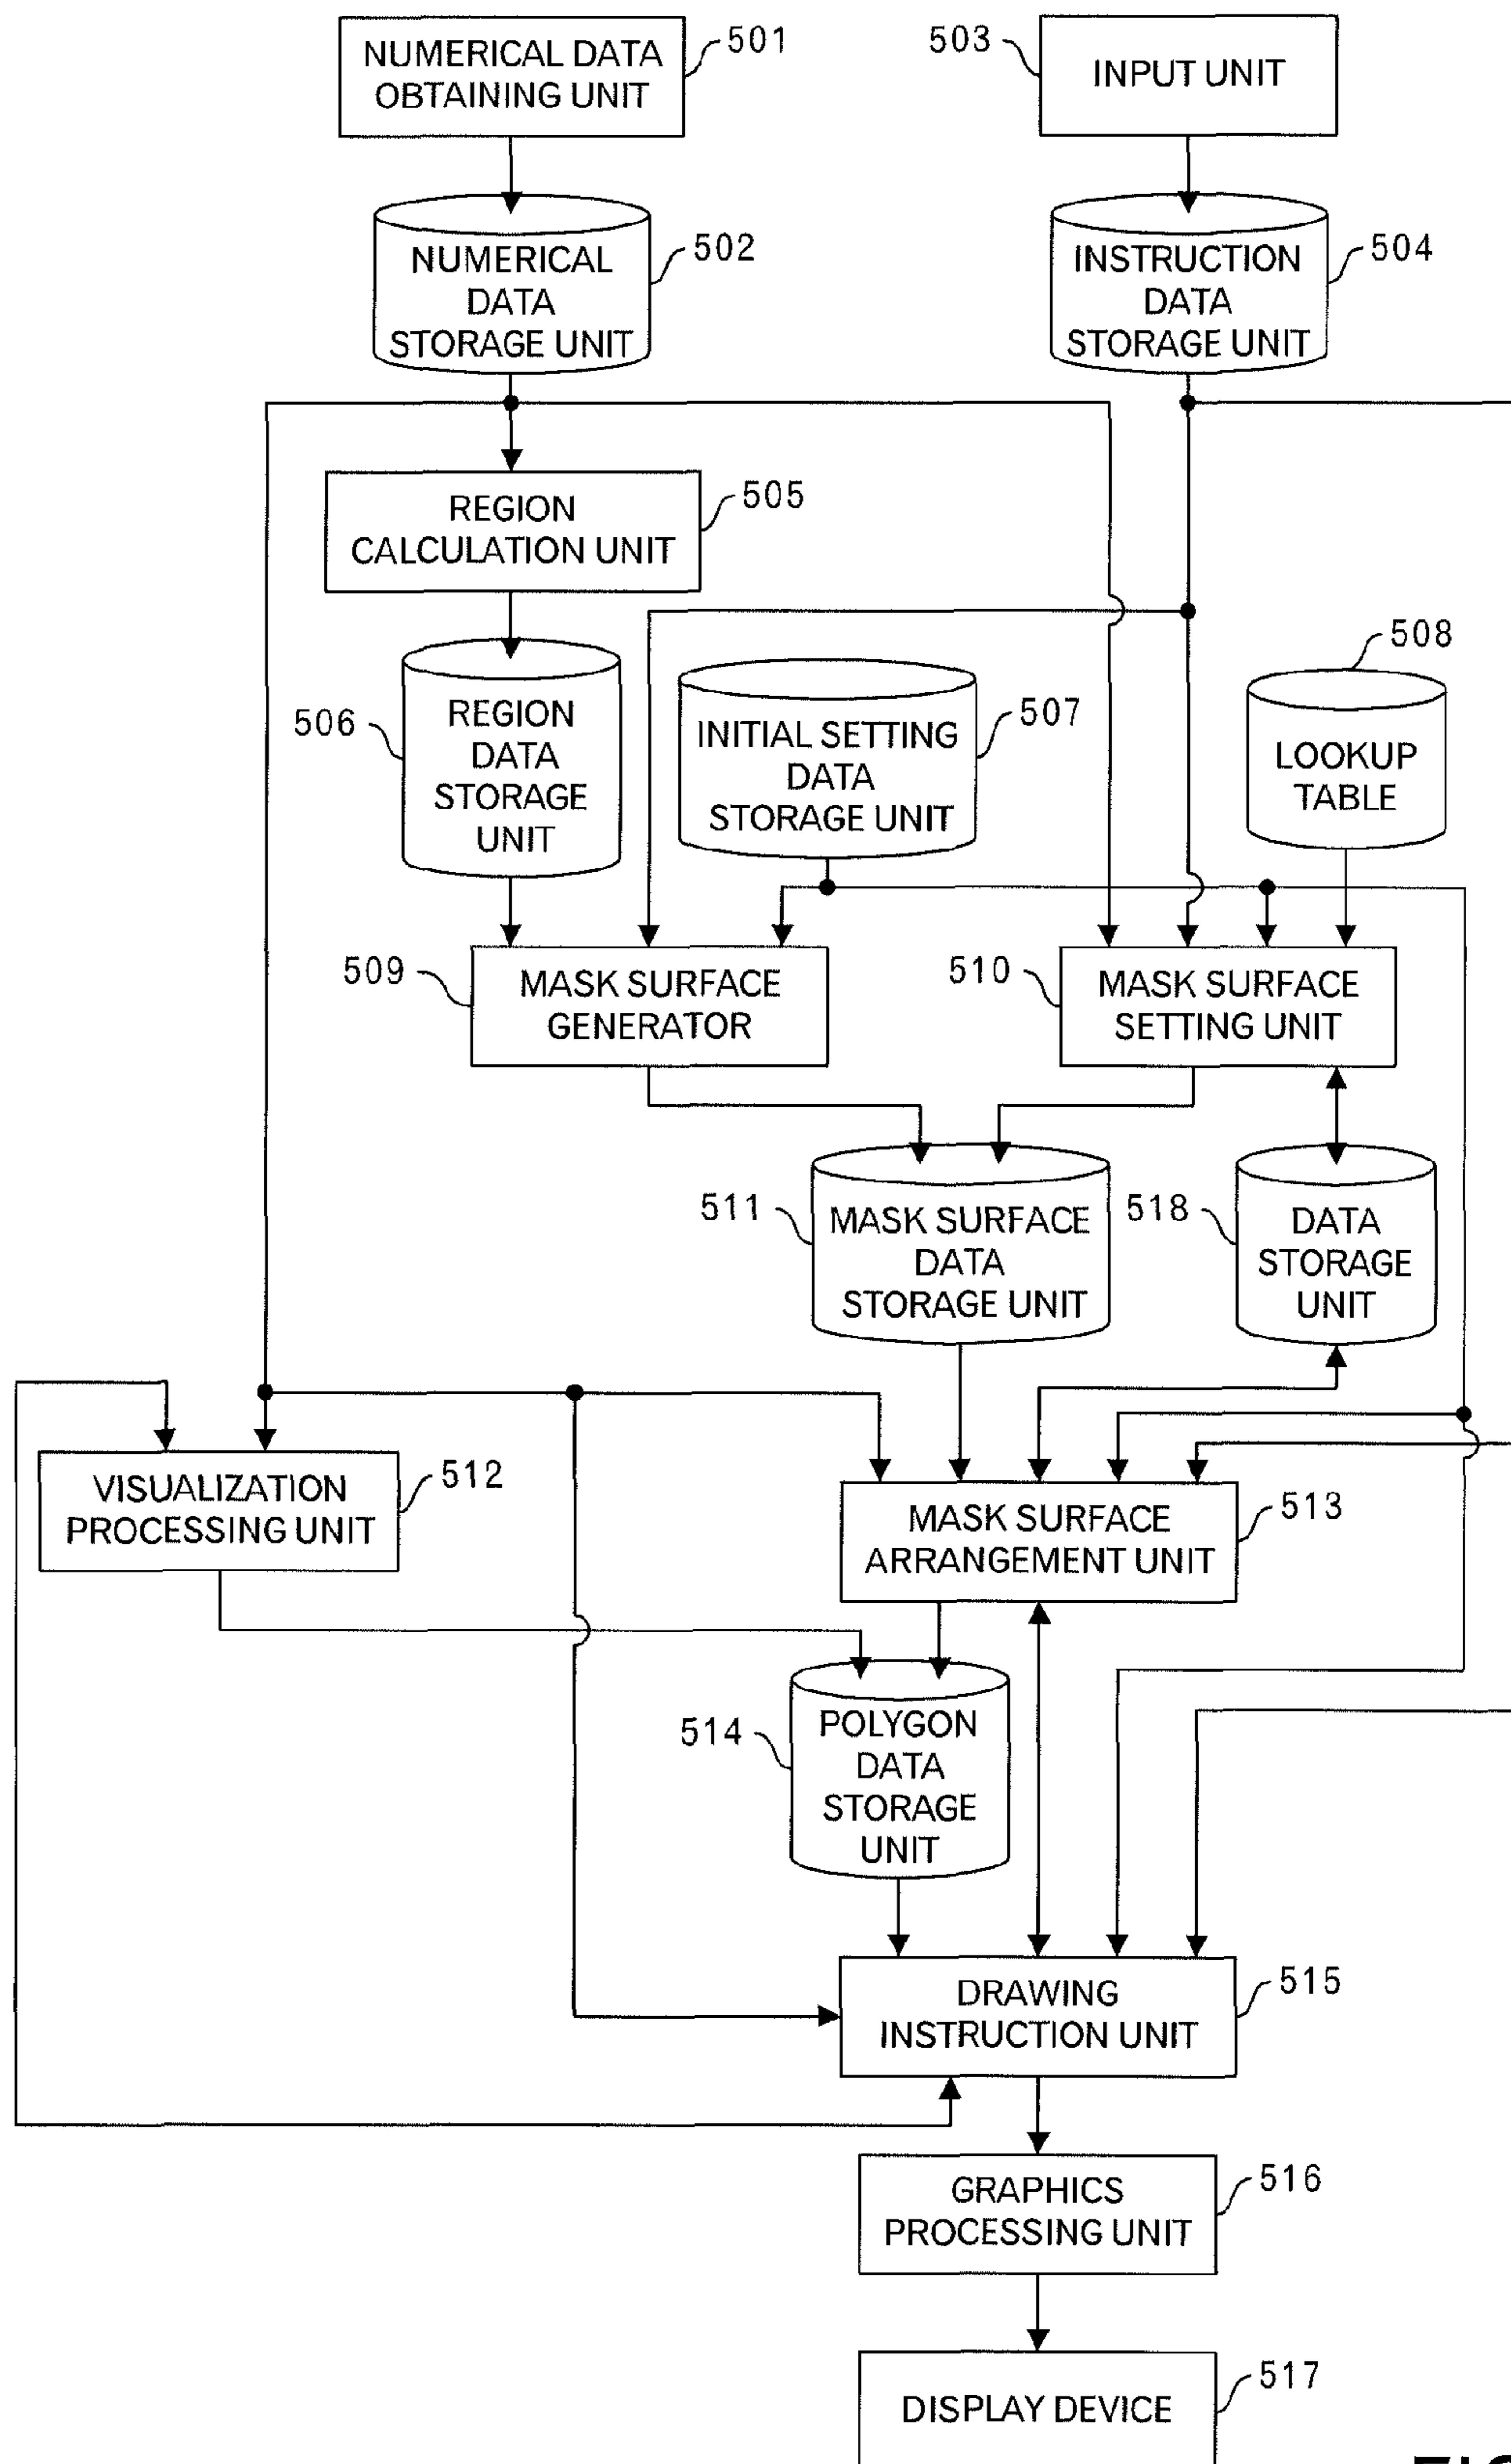 NUMERICAL DATA
OBTAINING UNIT
501
503
INPUT UNIT
NUMERICAL
DATA
STORAGE UNIT
502
INSTRUCTION
DATA
STORAGE UNIT
504
REGION
CALCULATION UNIT
505
506
REGION
DATA
STORAGE
UNIT
INITIAL SETTING
DATA
STORAGE UNIT
507
508
LOOKUP
TABLE
509
MASK SURFACE
GENERATOR
510
MASK SURFACE
SETTING UNIT
511
MASK SURFACE
DATA
STORAGE UNIT
518
DATA
STORAGE
UNIT
VISUALIZATION
PROCESSING UNIT
512
MASK SURFACE
ARRANGEMENT UNIT
513
514
POLYGON
DATA
STORAGE
UNIT
DRAWING
INSTRUCTION UNIT
515
GRAPHICS
PROCESSING UNIT
516
DISPLAY DEVICE
517